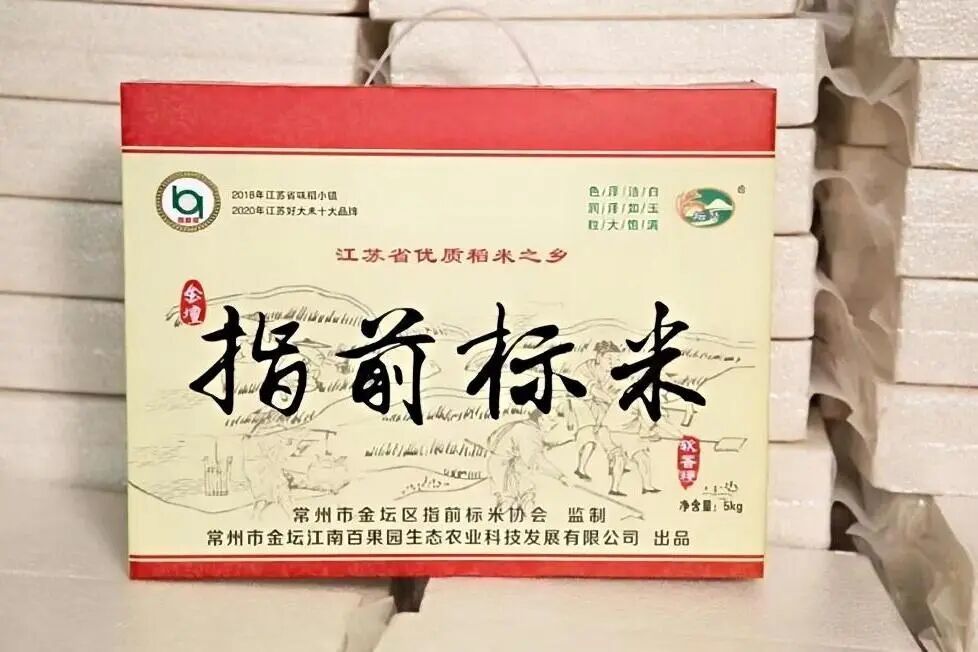 2018年江苏省味稻小镇
2020年江苏好大米十大品牌
色/泽/洁/白
润/泽/如/玉
粒/大/饱/满
江苏省优质稻米之乡
金壇
指前标米
软香粳
净含量：5kg
常州市金坛区指前标米协会 监制
常州市金坛江南百果园生态农业科技发展有限公司 出品